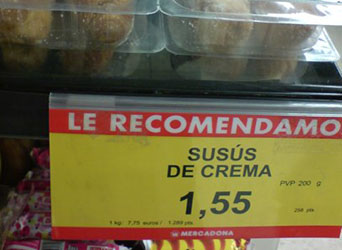 LE RECOMENDAMO
SUSÚS
DE CREMA
PVP 200 g
1,55
1 kg / 7,75 euros / 1.289 pts
258 pts
MERCADONA